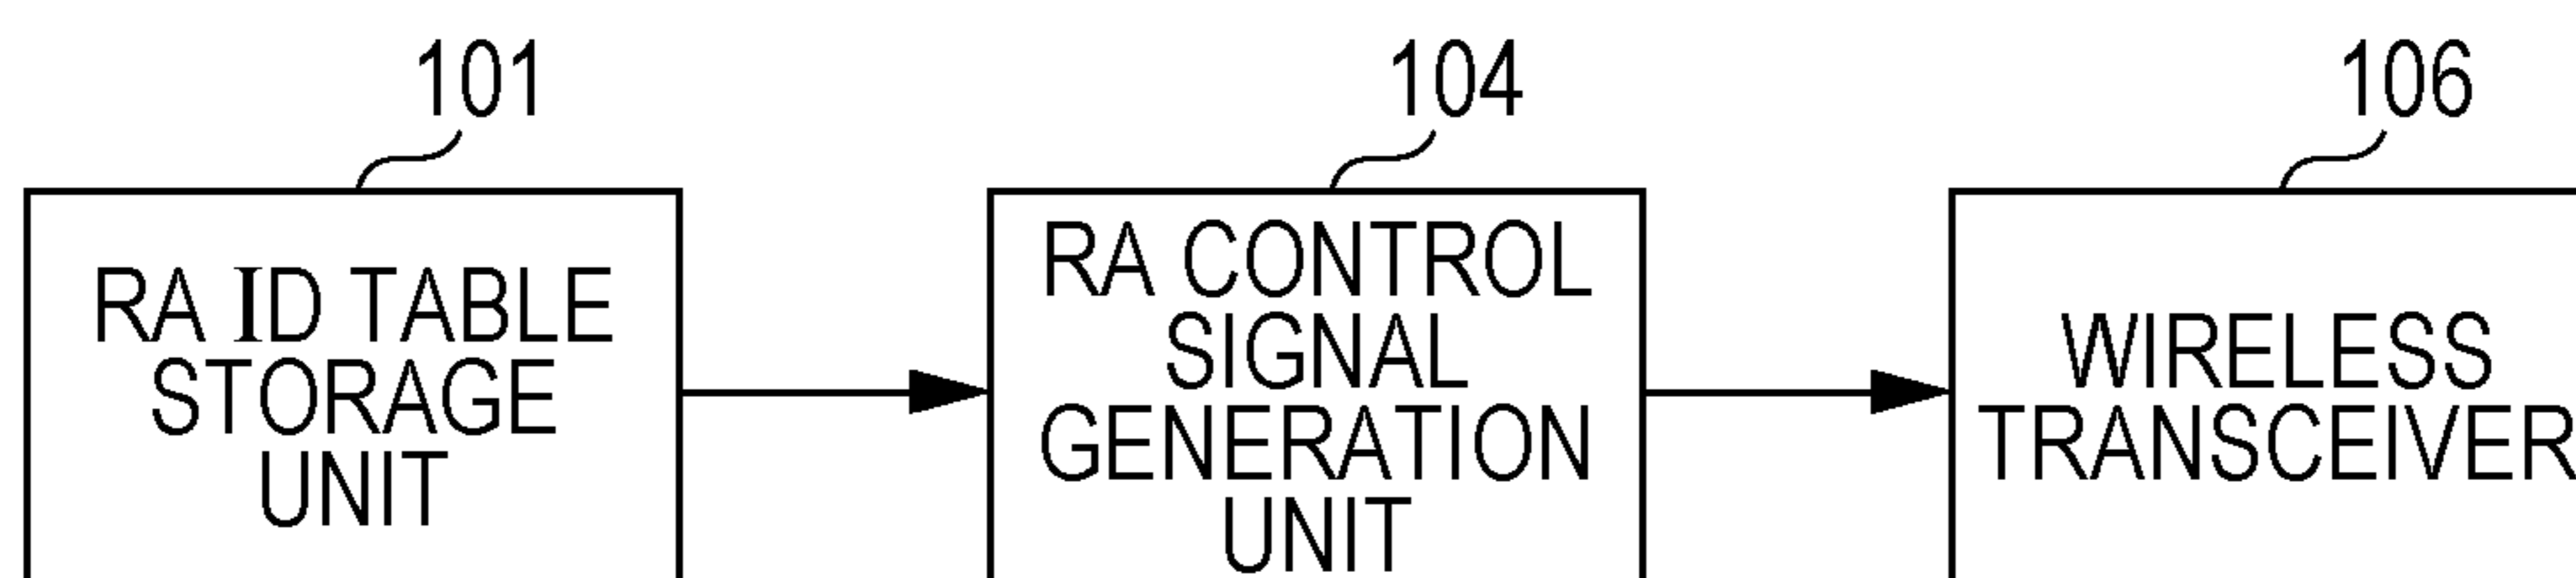 101
104
106
RA ID TABLE
STORAGE
UNIT
RA CONTROL
SIGNAL
GENERATION
UNIT
WIRELESS
TRANSCEIVER